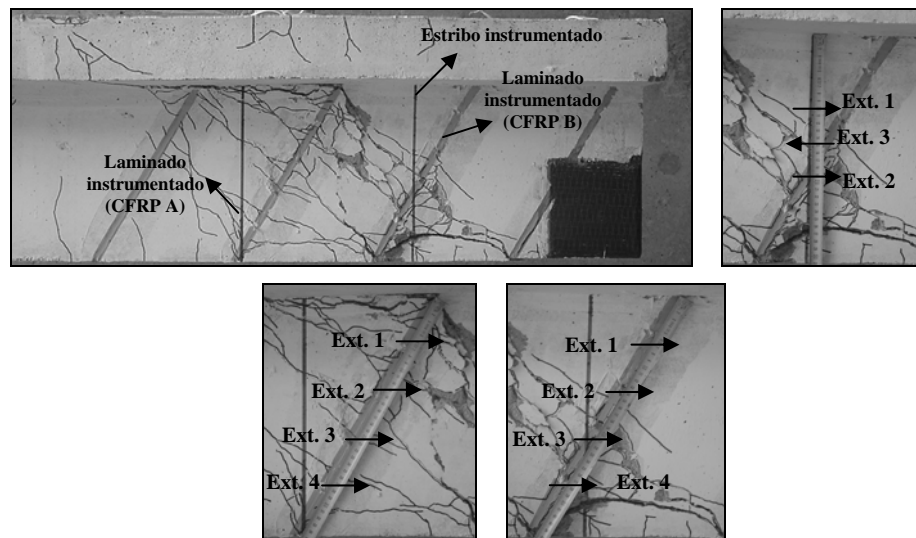 Estribo instrumentado
Laminado
instrumentado
(CFRP B)
Laminado
instrumentado
(CFRP A)
Ext. 1
Ext. 3
Ext. 2
Ext. 1
Ext. 2
Ext. 3
Ext. 4
Ext. 1
Ext. 2
Ext. 3
Ext. 4